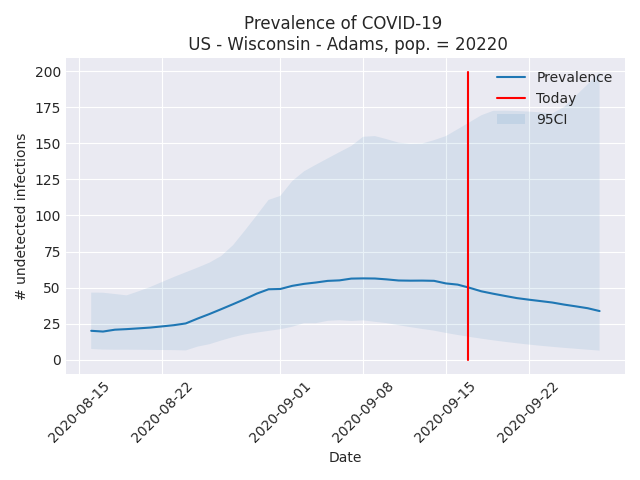 Prevalence of COVID-19
US - Wisconsin - Adams, pop. = 20220
200
175
150
125
100
75
50
25
0
# undetected infections
Prevalence
Today
95CI
2020-08-15
2020-08-22
2020-09-01
2020-09-08
2020-09-15
2020-09-22
Date